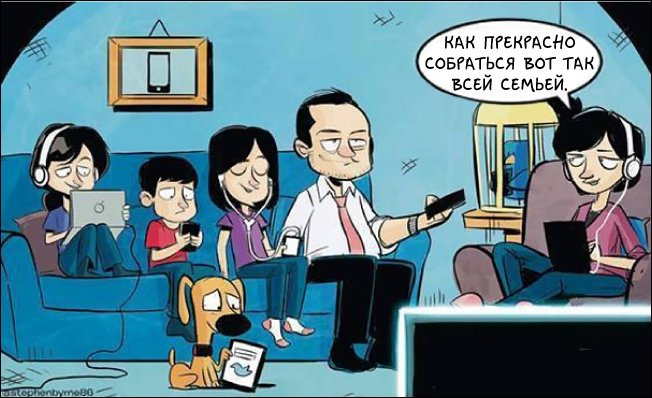 КАК ПРЕКРАСНО
СОБРАТЬСЯ ВОТ ТАК
ВСЕЙ СЕМЬЕЙ.
@stephenbyrne86